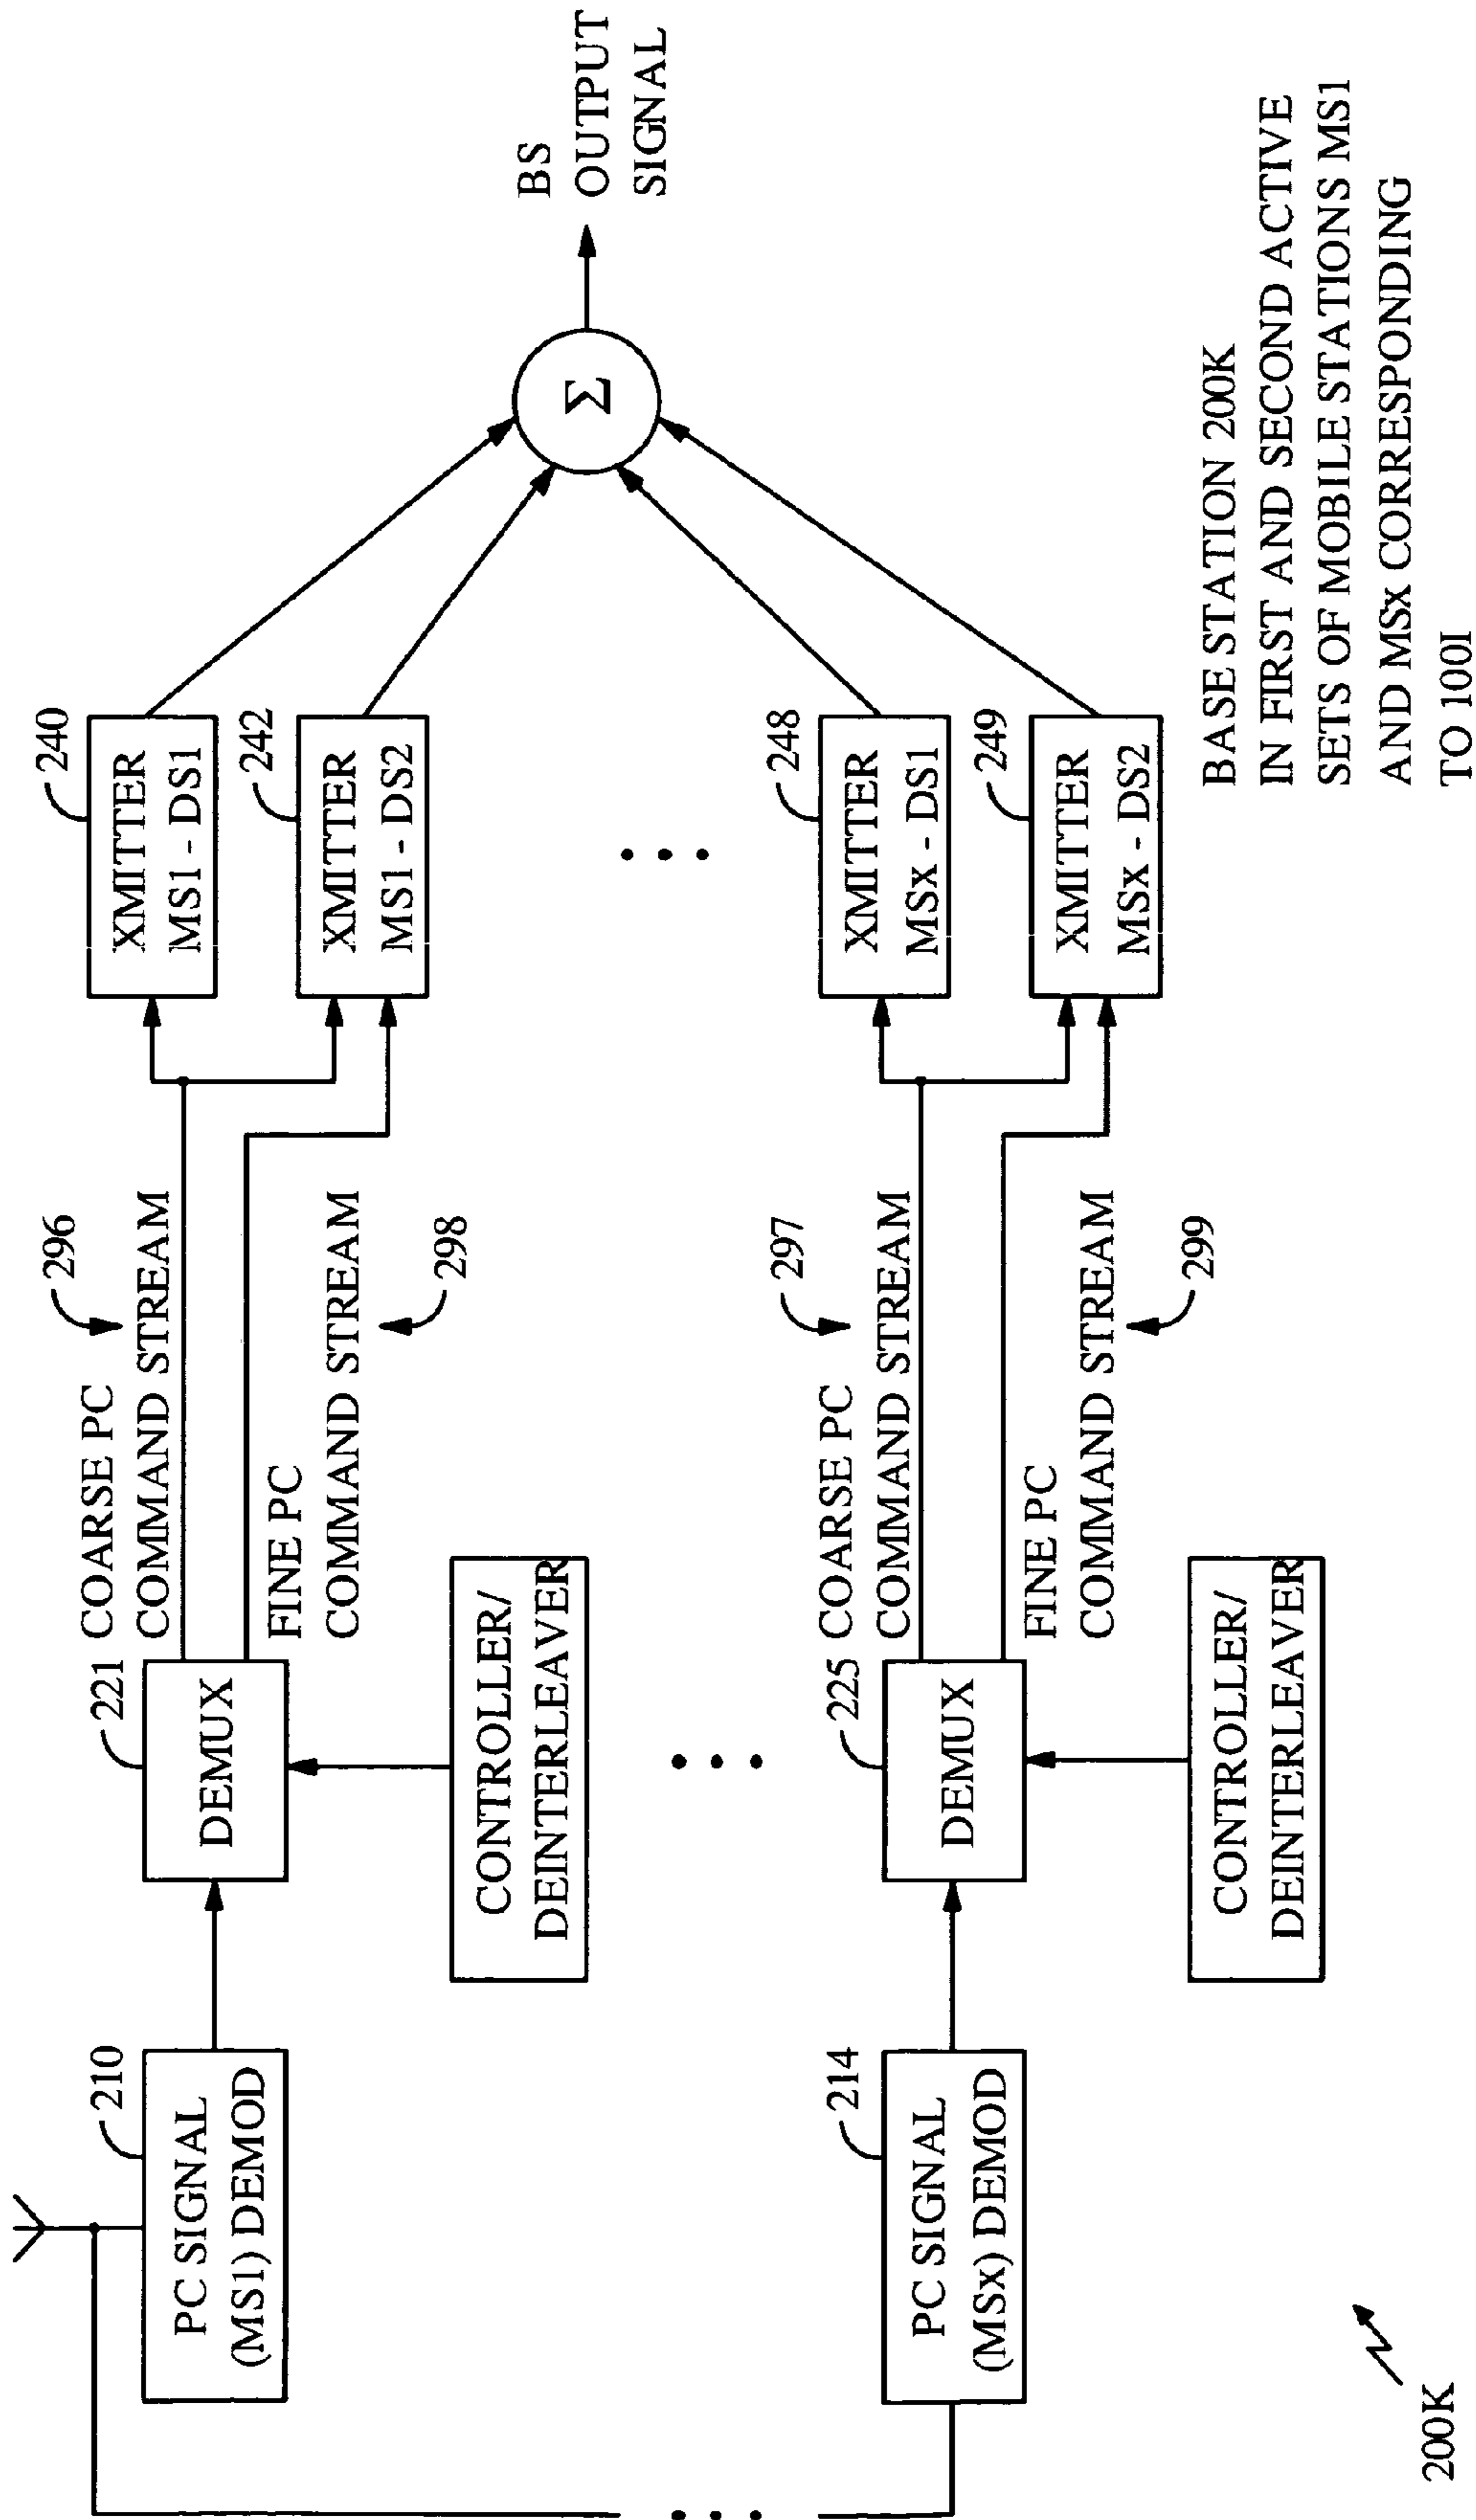 210
PC SIGNAL
(MS1) DEMOD
221
DEMUX
CONTROLLER/
DEINTERLEAVER
COARSE PC
COMMAND STREAM
296
FINE PC
COMMAND STREAM
298
240
XMITTER
MS1 - DS1
242
XMITTER
MS1 - DS2
Σ
BS
OUTPUT
SIGNAL
214
PC SIGNAL
(MSx) DEMOD
225
DEMUX
CONTROLLER/
DEINTERLEAVER
COARSE PC
COMMAND STREAM
297
FINE PC
COMMAND STREAM
299
248
XMITTER
MSx - DS1
249
XMITTER
MSx - DS2
200K
BASE STATION 200K
IN FIRST AND SECOND ACTIVE
SETS OF MOBILE STATIONS MS1
AND MSx CORRESPONDING
TO 100I